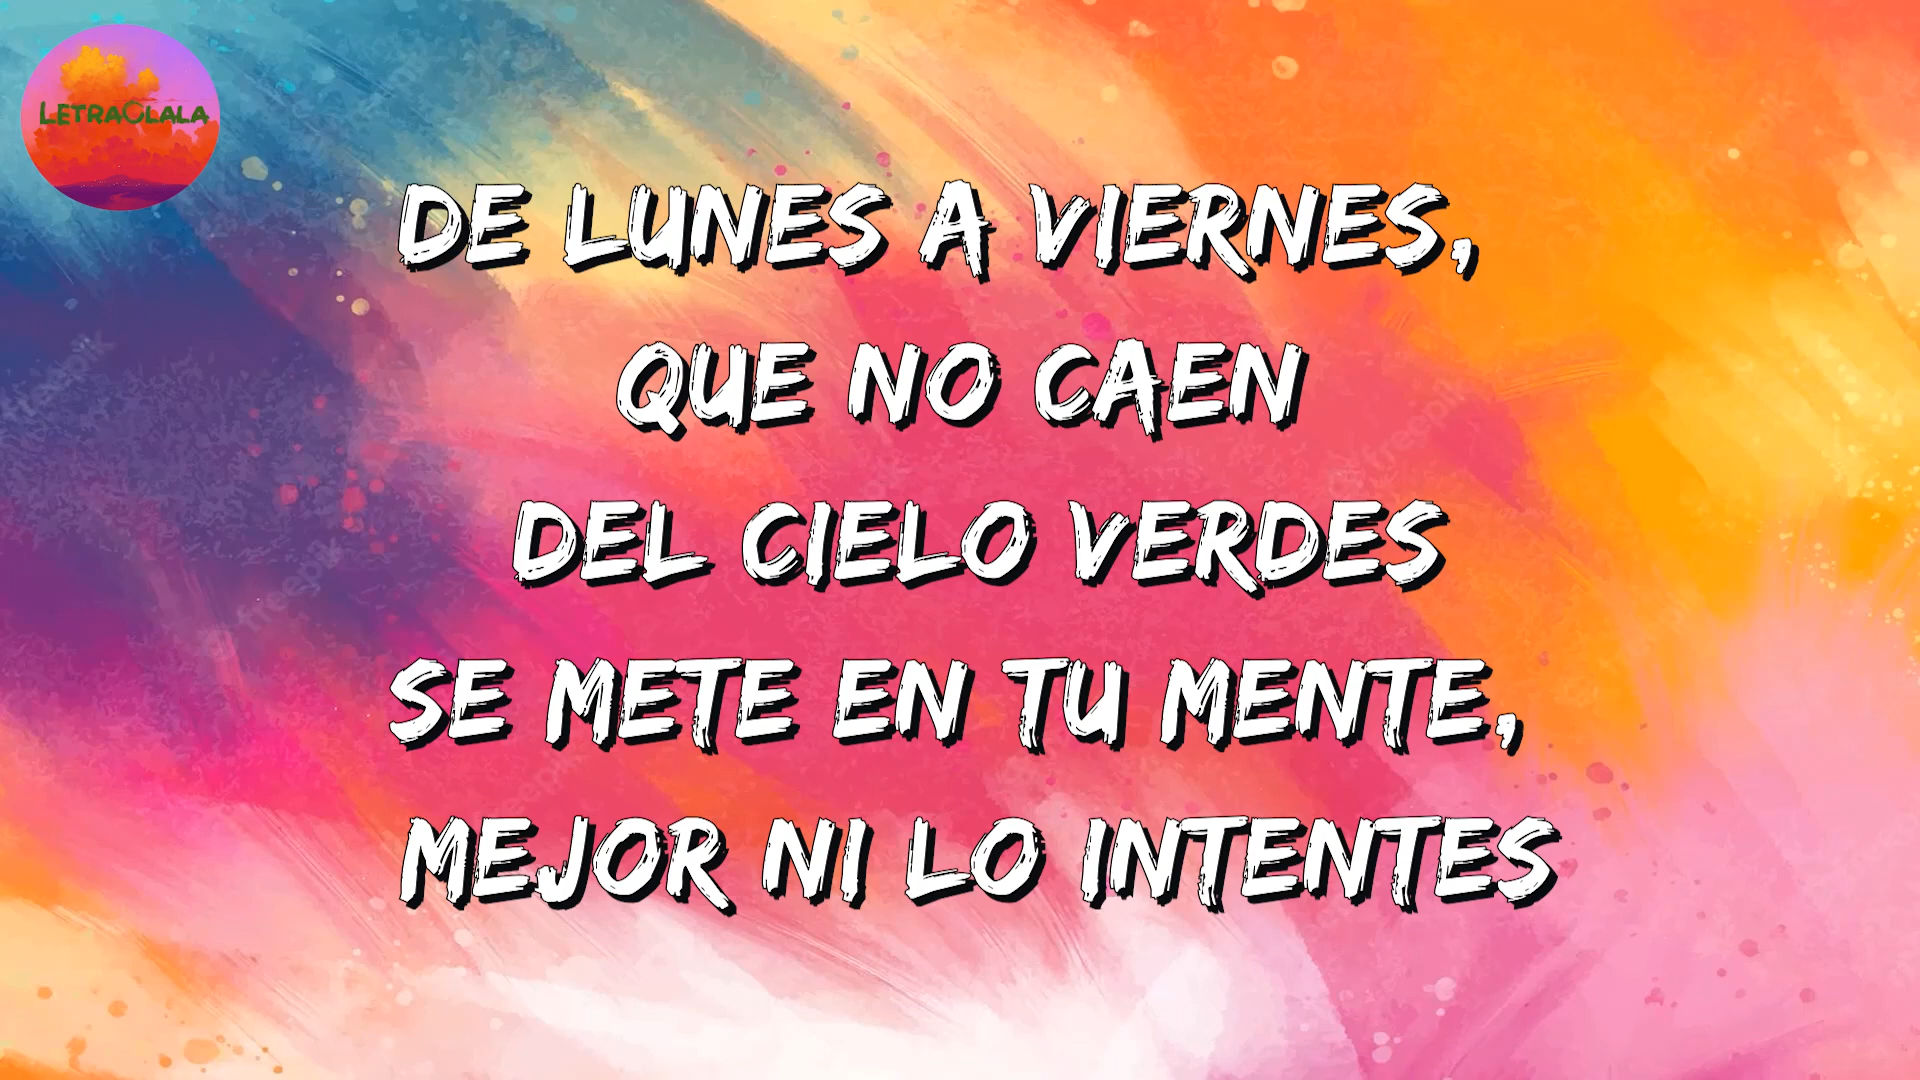 LETRAOLALA
DE LUNES A VIERNES,
QUE NO CAEN
DEL CIELO VERDES
SE METE EN TU MENTE,
MEJOR NI LO INTENTES